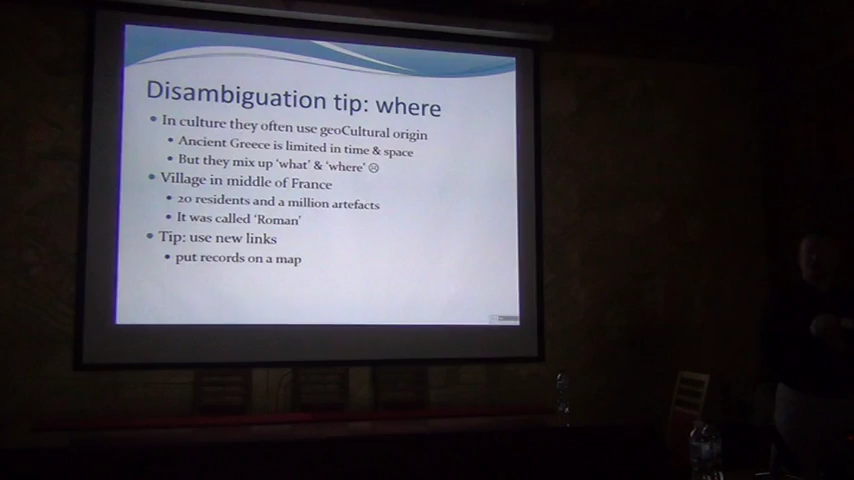 Disambiguation tip: where
• In culture they often use geoCultural origin
• Ancient Greece is limited in time & space
• But they mix up 'what' & 'where' ☹
• Village in middle of France
• 20 residents and a million artefacts
• It was called 'Roman'
• Tip: use new links
• put records on a map